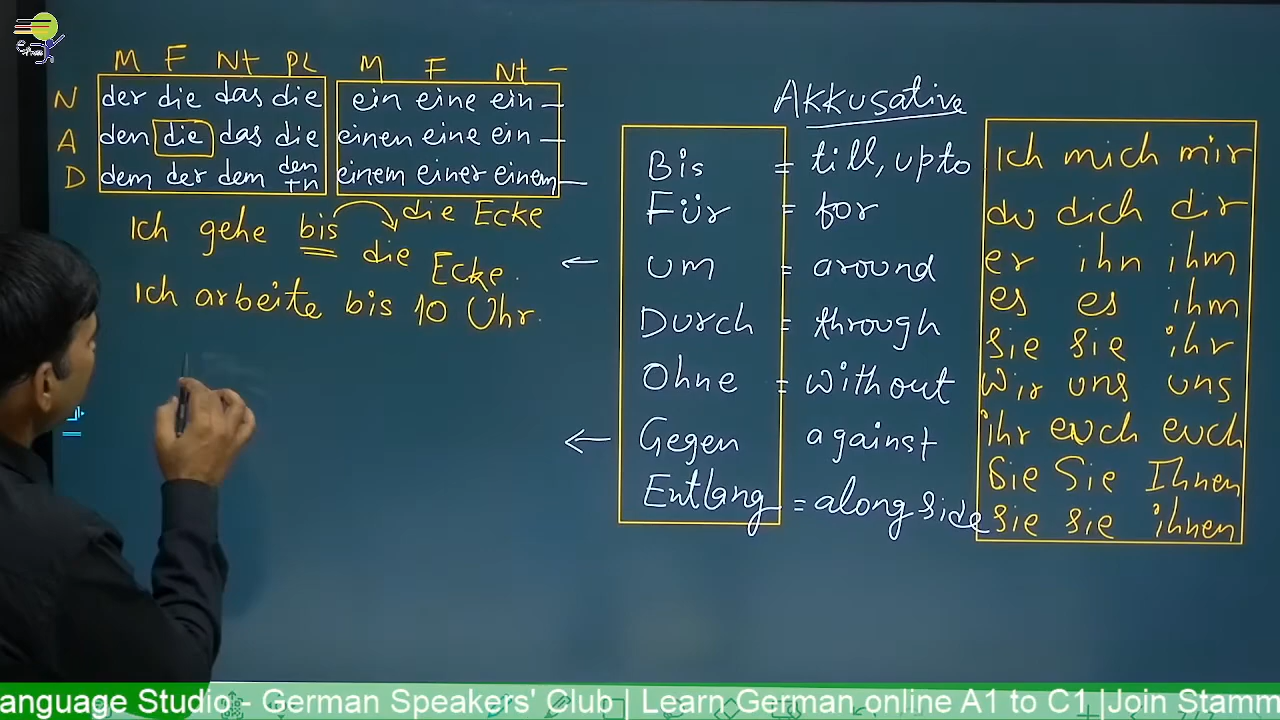 M F Nt PL
N der die das die
A den die das die
D dem der dem den +n
M F Nt —
ein eine ein —
einen eine ein —
einem einer einem —
die Ecke
Ich gehe bis die Ecke.
Ich arbeite bis 10 Uhr.
Akkusative
Bis = till, upto
Für = for
um = around
Durch = through
Ohne = without
Gegen against
Entlang = along side
Ich mich mir
du dich dir
er ihn ihm
es es ihm
sie sie ihr
wir uns uns
ihr euch euch
Sie Sie Ihnen
sie sie ihnen
anguage Studio - German Speakers' Club | Learn German online A1 to C1 |Join Stamm